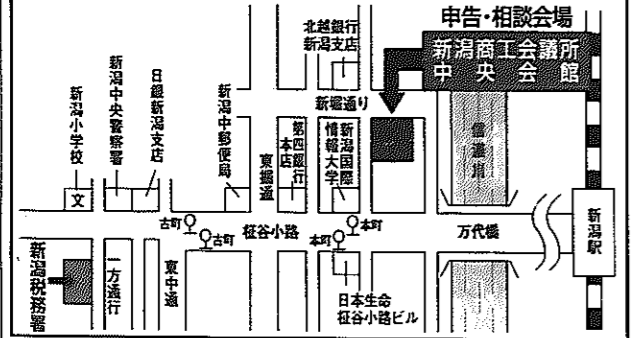 申告・相談会場
新潟商工会議所
中央会館
北越銀行
新潟支店
新堀通り
新潟小学校
新潟中央警察署
日銀新潟支店
新潟中郵便局
東堀通
第四銀行
本店
新潟国際
情報大学
信濃川
文
古町
古町
柾谷小路
本町
本町
万代橋
新潟駅
新潟税務署
一方通行
東中通
日本生命
柾谷小路ビル